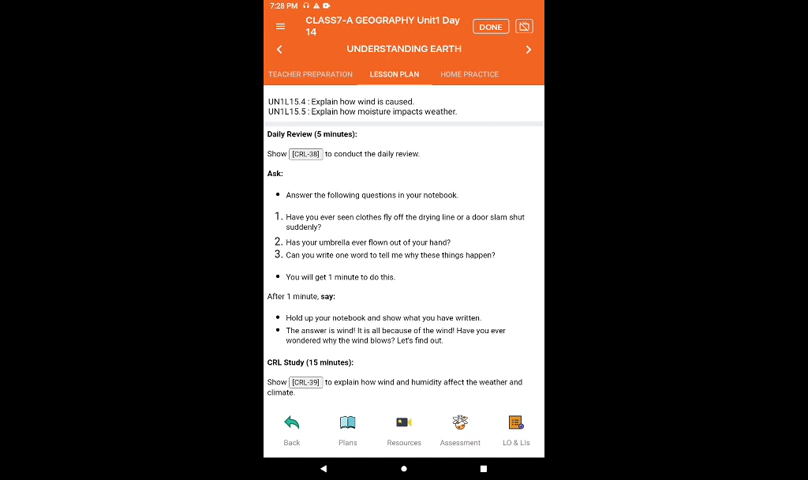 7:28 PM
CLASS7-A GEOGRAPHY Unit1 Day
14
DONE
UNDERSTANDING EARTH
TEACHER PREPARATION LESSON PLAN HOME PRACTICE
UN1L15.4 : Explain how wind is caused.
UN1L15.5 : Explain how moisture impacts weather.
Daily Review (5 minutes):
Show [CRL-38] to conduct the daily review.
Ask:
• Answer the following questions in your notebook.
1. Have you ever seen clothes fly off the drying line or a door slam shut
suddenly?
2. Has your umbrella ever flown out of your hand?
3. Can you write one word to tell me why these things happen?
• You will get 1 minute to do this.
After 1 minute, say:
• Hold up your notebook and show what you have written.
• The answer is wind! It is all because of the wind! Have you ever
wondered why the wind blows? Let's find out.
CRL Study (15 minutes):
Show [CRL-39] to explain how wind and humidity affect the weather and
climate.
Back Plans Resources Assessment LO & LIs